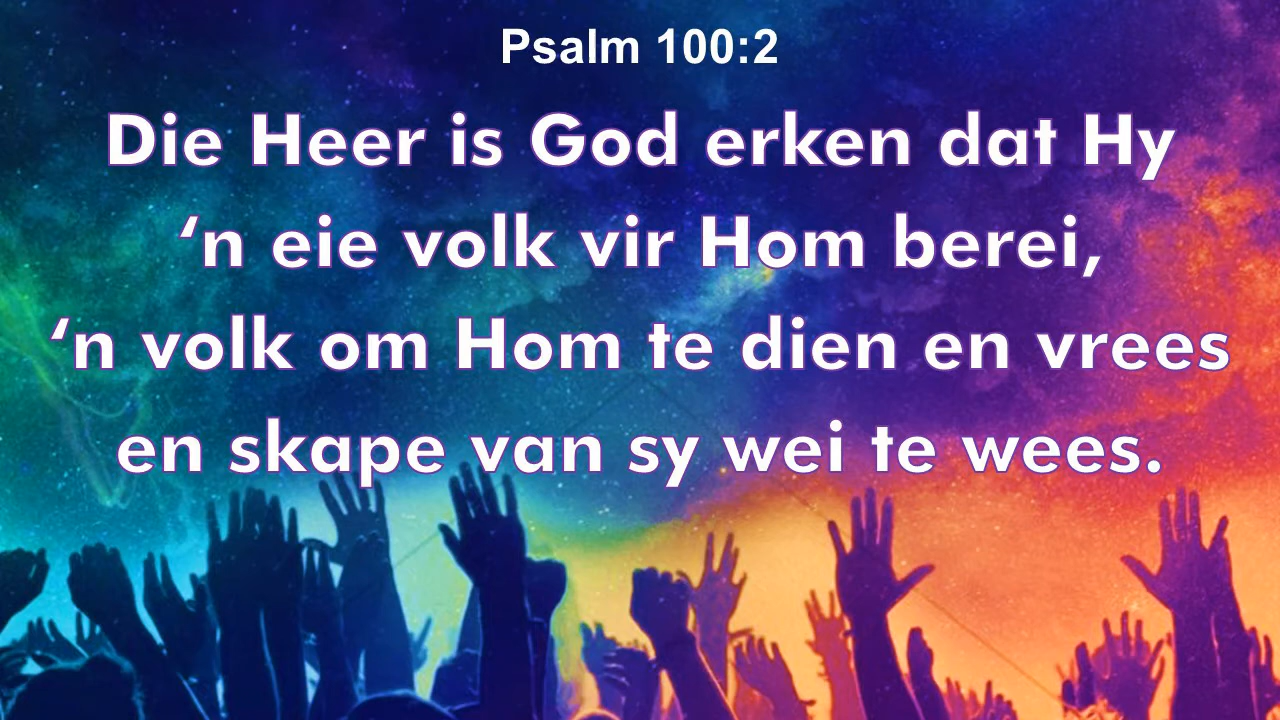 Psalm 100:2
Die Heer is God erken dat Hy
‘n eie volk vir Hom berei,
‘n volk om Hom te dien en vrees
en skape van sy wei te wees.